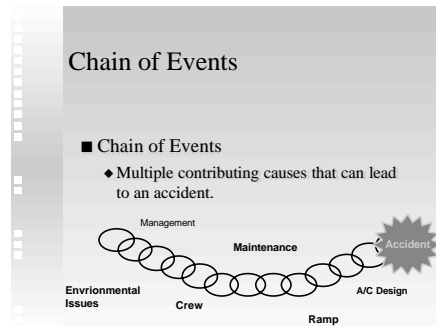 Chain of Events
■ Chain of Events
◆ Multiple contributing causes that can lead
to an accident.
Management
Maintenance
Accident
Envrionmental
Issues
Crew
A/C Design
Ramp